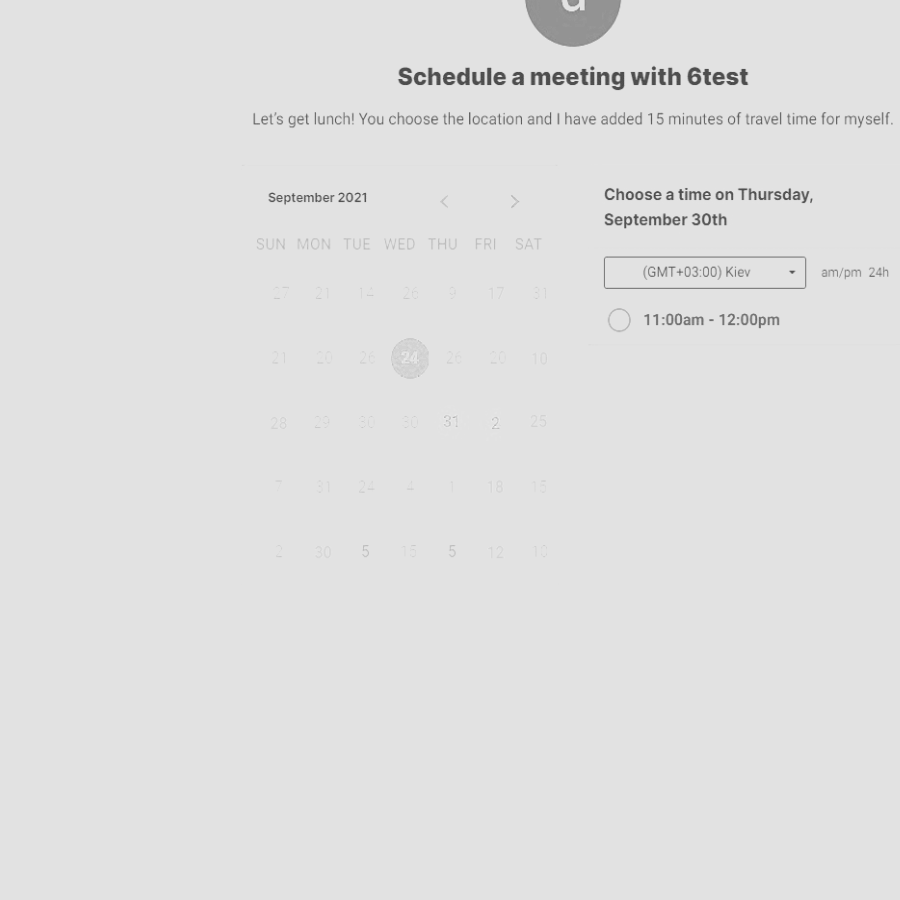 Schedule a meeting with 6test
Let's get lunch! You choose the location and I have added 15 minutes of travel time for myself.
September 2021
SUN MON TUE WED THU FRI SAT
27 21 14 26 9 17 31
21 20 26 24 26 20 10
28 29 30 30 31 2 25
7 31 24 4 1 18 15
2 30 5 15 5 12 10
Choose a time on Thursday,
September 30th
(GMT+03:00) Kiev am/pm 24h
11:00am - 12:00pm